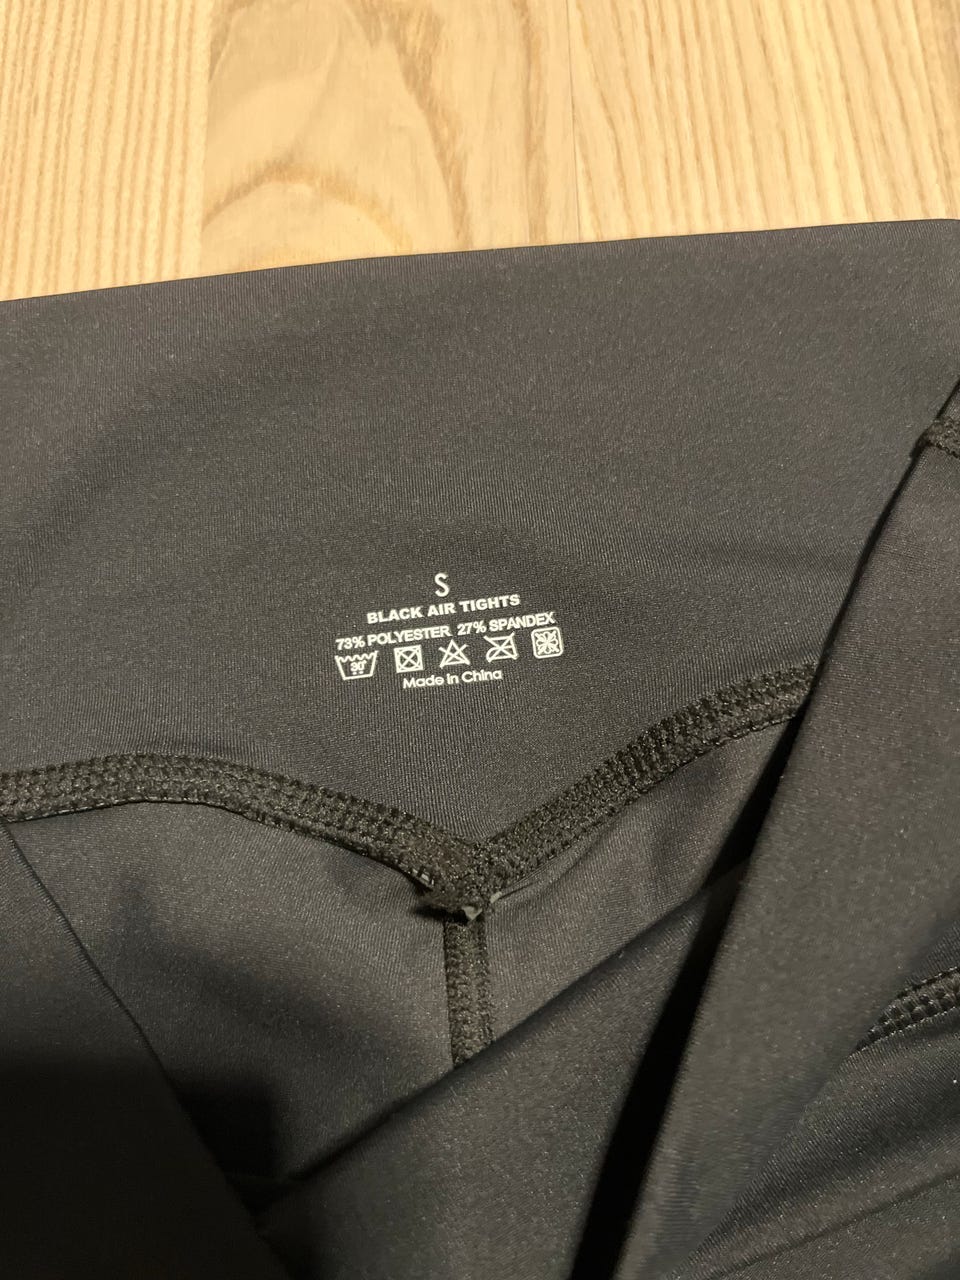 S
BLACK AIR TIGHTS
73% POLYESTER 27% SPANDEX
30°
Made In China